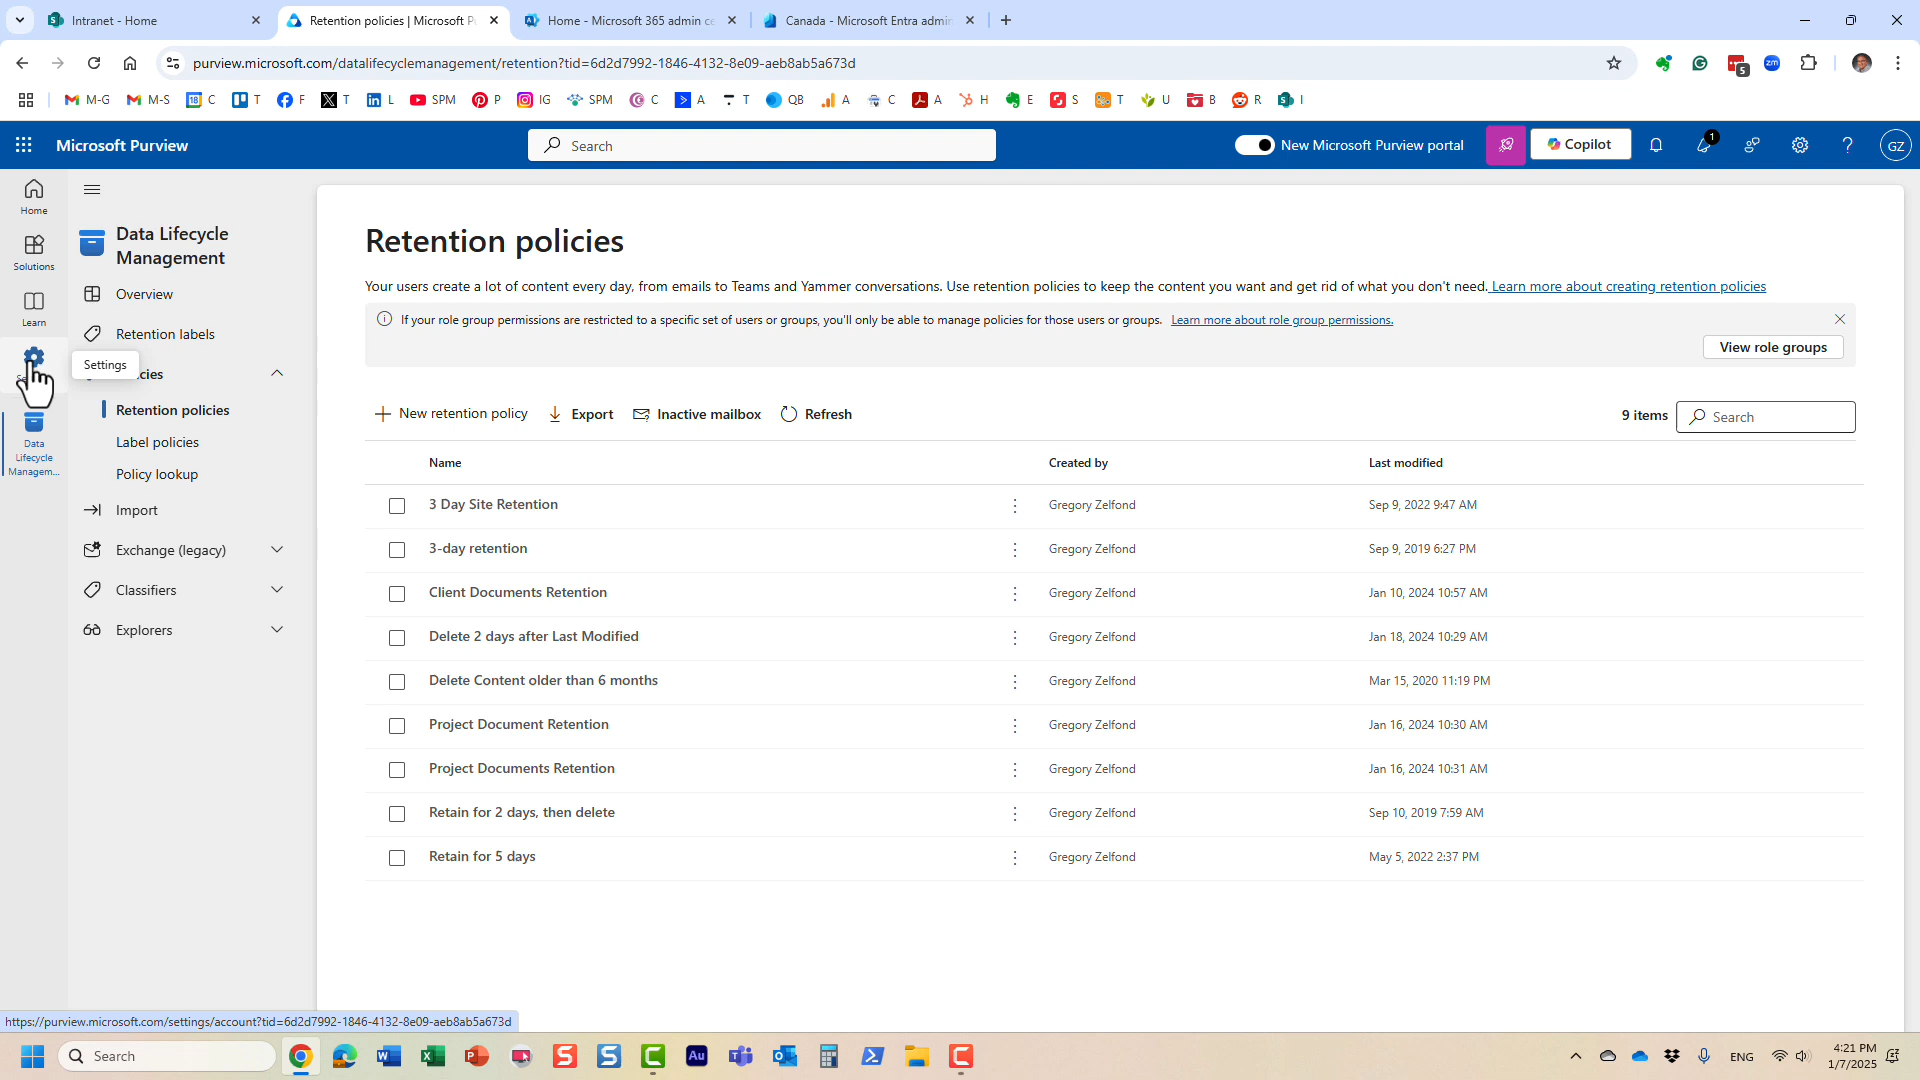 Intranet - Home
Retention policies | Microsoft P
Home - Microsoft 365 admin ce
Canada - Microsoft Entra admin
purview.microsoft.com/datalifecyclemanagement/retention?tid=6d2d7992-1846-4132-8e09-aeb8ab5a673d
5
zm
M-G
M-S
18
C
T
F
T
L
SPM
P
IG
SPM
C
A
T
QB
A
C
A
H
E
S
T
U
B
R
I
Microsoft Purview
Search
New Microsoft Purview portal
Copilot
1
GZ
Home
Solutions
Learn
Settings
Data
Lifecycle
Managem...
Data Lifecycle
Management
Overview
Retention labels
cies
Retention policies
Label policies
Policy lookup
Import
Exchange (legacy)
Classifiers
Explorers
Retention policies
Your users create a lot of content every day, from emails to Teams and Yammer conversations. Use retention policies to keep the content you want and get rid of what you don't need. Learn more about creating retention policies
If your role group permissions are restricted to a specific set of users or groups, you'll only be able to manage policies for those users or groups. Learn more about role group permissions.
View role groups
New retention policy
Export
Inactive mailbox
Refresh
9 items
Search
Name Created by Last modified
3 Day Site Retention Gregory Zelfond Sep 9, 2022 9:47 AM
3-day retention Gregory Zelfond Sep 9, 2019 6:27 PM
Client Documents Retention Gregory Zelfond Jan 10, 2024 10:57 AM
Delete 2 days after Last Modified Gregory Zelfond Jan 18, 2024 10:29 AM
Delete Content older than 6 months Gregory Zelfond Mar 15, 2020 11:19 PM
Project Document Retention Gregory Zelfond Jan 16, 2024 10:30 AM
Project Documents Retention Gregory Zelfond Jan 16, 2024 10:31 AM
Retain for 2 days, then delete Gregory Zelfond Sep 10, 2019 7:59 AM
Retain for 5 days Gregory Zelfond May 5, 2022 2:37 PM
https://purview.microsoft.com/settings/account?tid=6d2d7992-1846-4132-8e09-aeb8ab5a673d
Search
Au
ENG
4:21 PM
1/7/2025